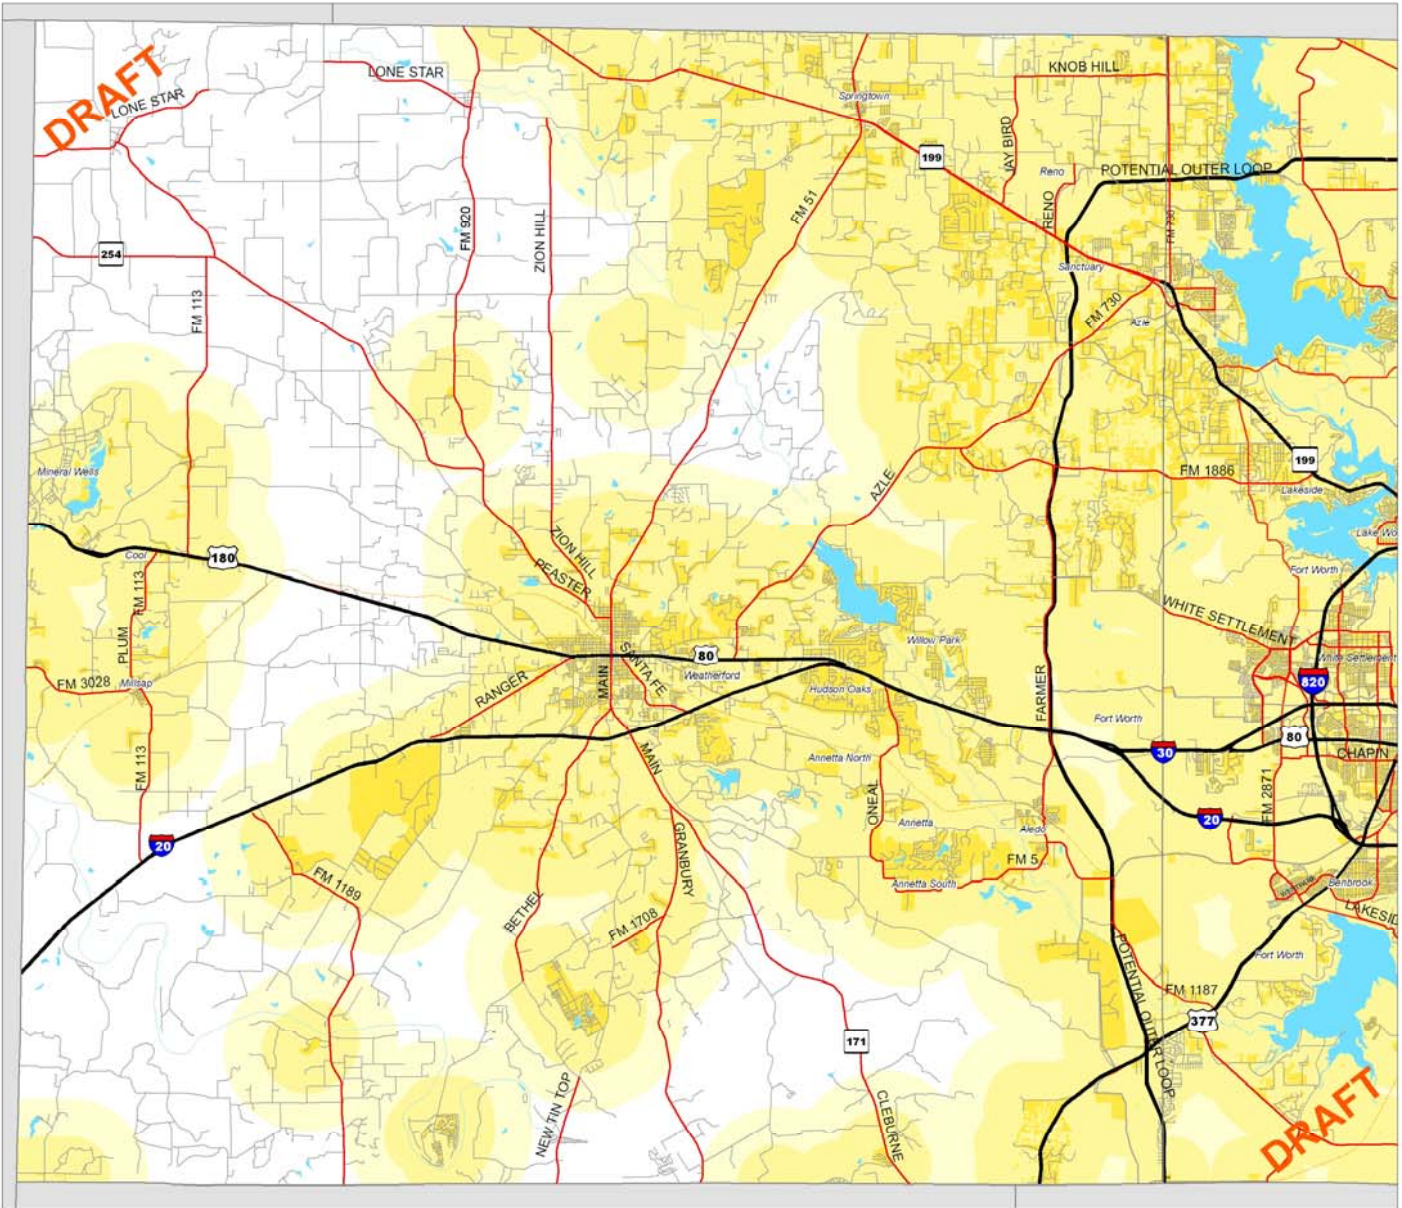 DRAFT
LONE STAR
LONE STAR
KNOB HILL
Springtown
JAY BIRD
199
Reno
POTENTIAL OUTER LOOP
RENO
FM 51
FM 920
ZION HILL
FM 730
254
Sanctuary
FM 113
FM 730
Azle
Mineral Wells
AZLE
FM 1886
199
Lakeside
Lake Wo
Cool
180
ZION HILL
PEASTER
Fort Worth
FM 113
WHITE SETTLEMENT
PLUM
Willow Park
SANTA FE
80
Weatherford
White Settlement
FM 3028
Millsap
RANGER
MAIN
Hudson Oaks
820
FARMER
Fort Worth
80
FM 113
MAIN
Annetta North
30
CHAPIN
ONEAL
FM 2871
20
Annetta
20
Aledo
GRANBURY
FM 5
FM 1189
Annetta South
Benbrook
BETHEL
FM 1708
LAKESID
POTENTIAL OUTER LOOP
Fort Worth
FM 1187
377
171
NEW TIN TOP
CLEBURNE
DRAFT